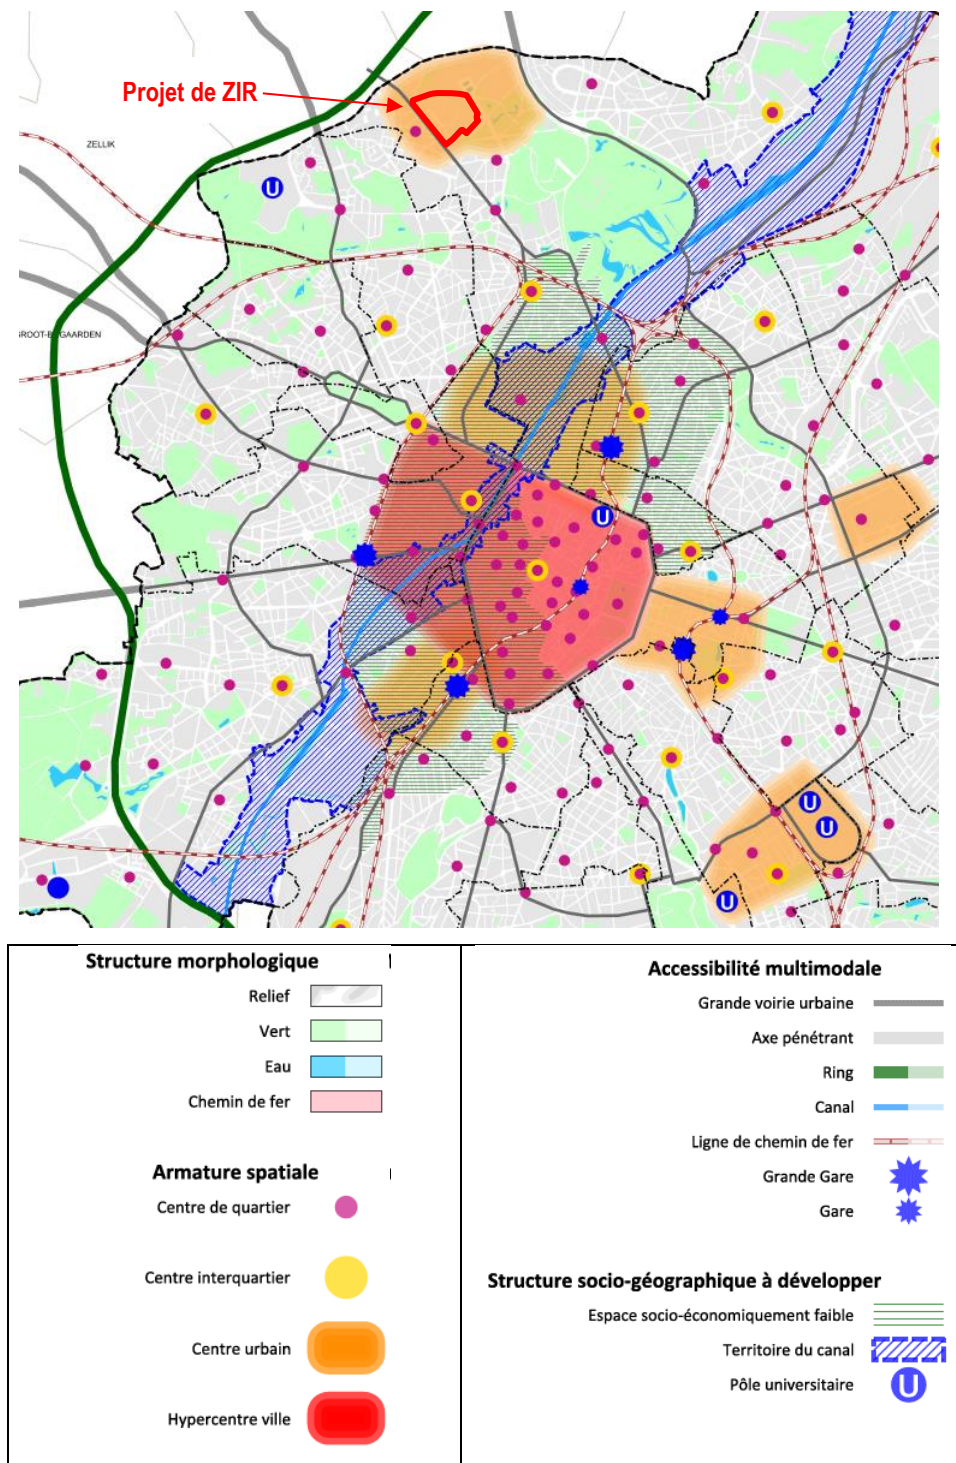 Projet de ZIR
ZELLIK
U
U
U
U
U
Structure morphologique
Relief
Vert
Eau
Chemin de fer
Armature spatiale
Centre de quartier
Centre interquartier
Centre urbain
Hypercentre ville
Accessibilité multimodale
Grande voirie urbaine
Axe pénétrant
Ring
Canal
Ligne de chemin de fer
Grande Gare
Gare
Structure socio-géographique à développer
Espace socio-économiquement faible
Territoire du canal
Pôle universitaire
U